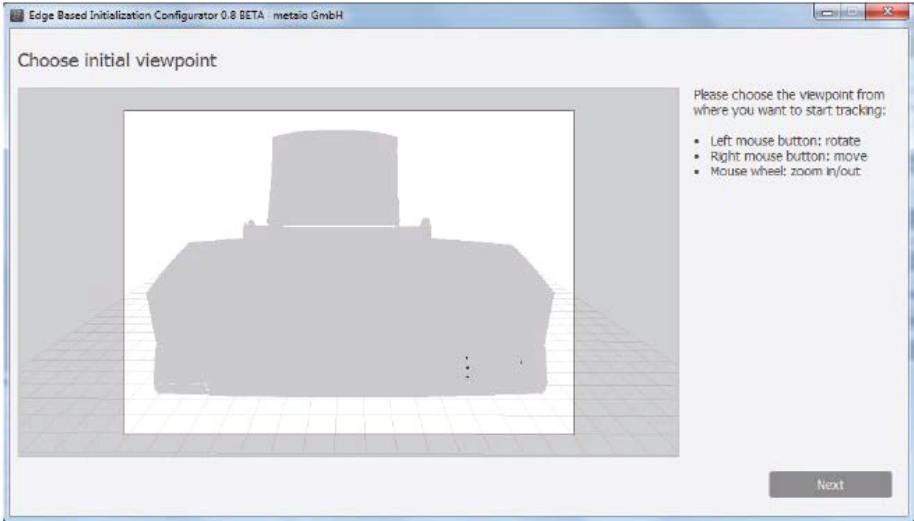 Edge Based Initialization Configurator 0.8 BETA - metaio GmbH
Choose initial viewpoint
Please choose the viewpoint from
where you want to start tracking:
• Left mouse button: rotate
• Right mouse button: move
• Mouse wheel: zoom in/out
Next